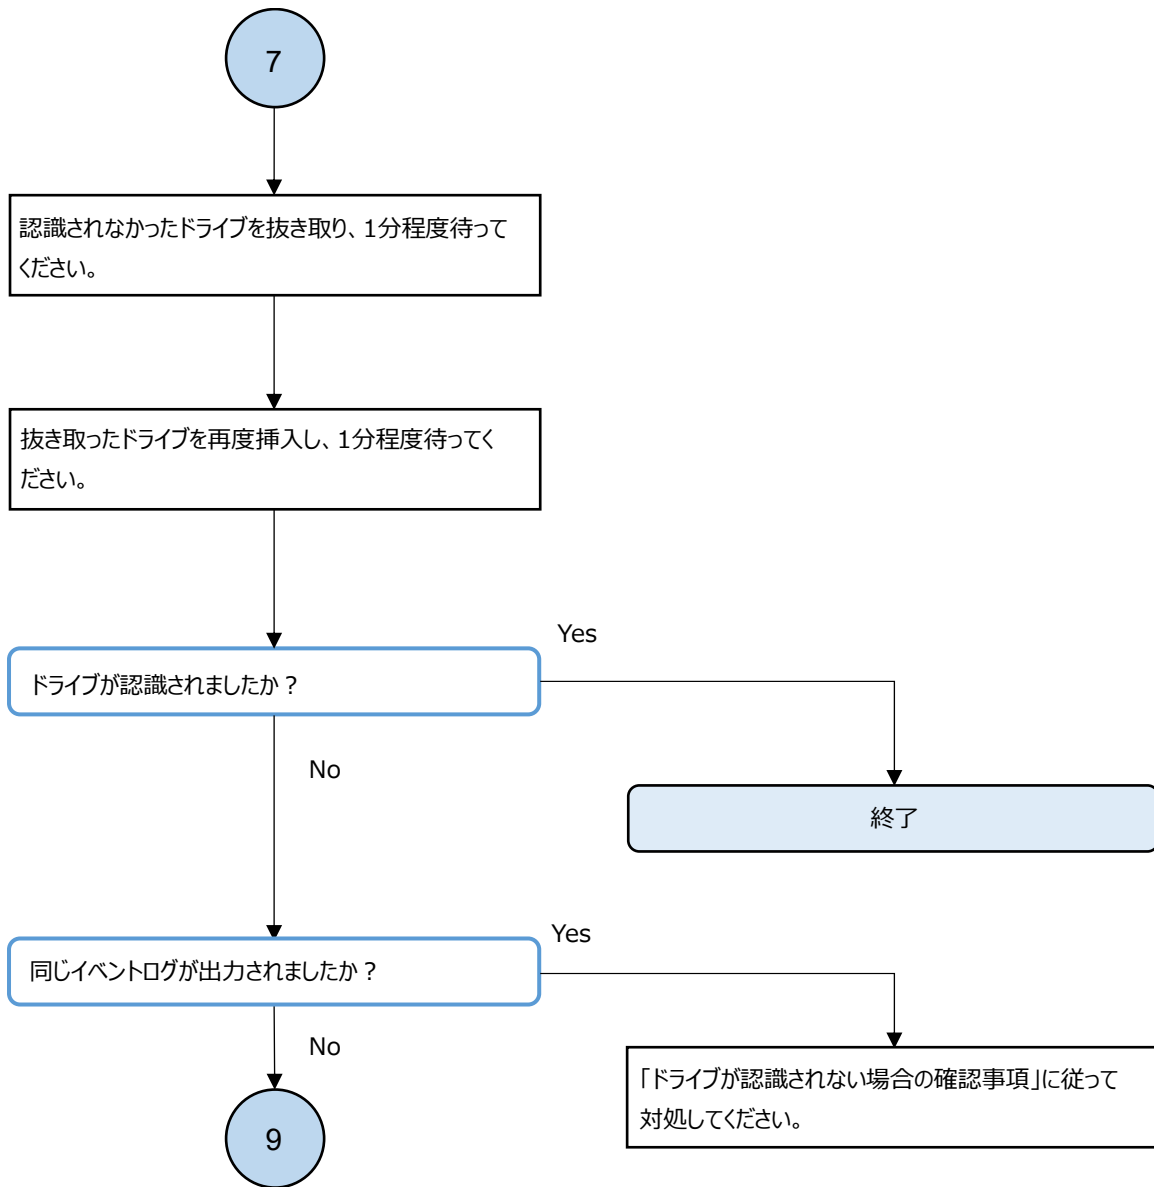 7
認識されなかったドライブを抜き取り、1分程度待って
ください。
抜き取ったドライブを再度挿入し、1分程度待ってく
ださい。
Yes
ドライブが認識されましたか？
No
終了
Yes
同じイベントログが出力されましたか？
No
「ドライブが認識されない場合の確認事項」に従って
対処してください。
9